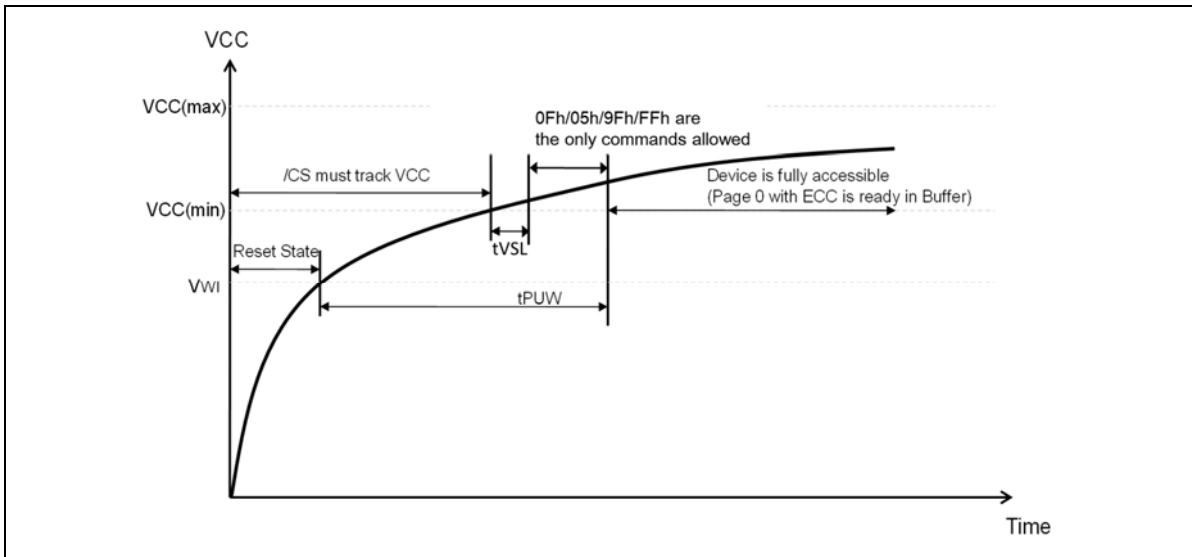 VCC
VCC(max)
0Fh/05h/9Fh/FFh are
the only commands allowed
/CS must track VCC
Device is fully accessible
(Page 0 with ECC is ready in Buffer)
VCC(min)
tVSL
Reset State
VWI
tPUW
Time